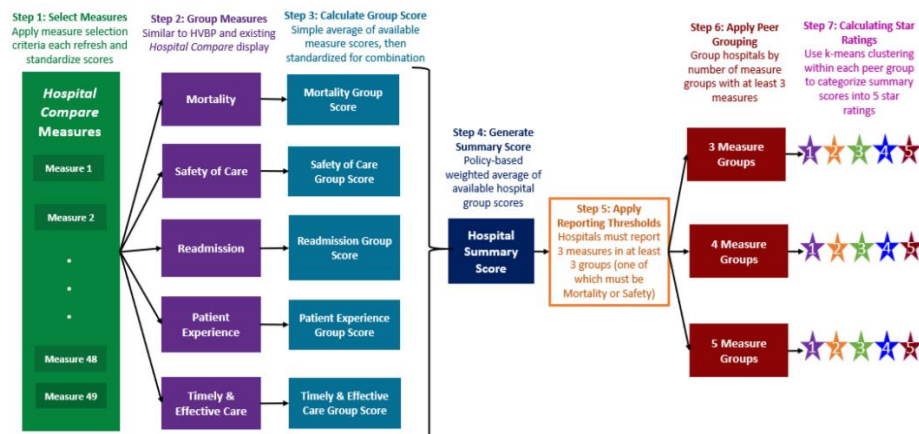 Step 1: Select Measures
Apply measure selection
criteria each refresh and
standardize scores
Hospital
Compare
Measures
Measure 1
Measure 2
Measure 48
Measure 49
Step 2: Group Measures
Similar to HVBP and existing
Hospital Compare
display
Mortality
Safety of Care
Readmission
Patient
Experience
Timely &
Effective Care
Step 3: Calculate Group Score
Simple average of available
measure scores, then
standardized for combination
Mortality Group
Score
Safety of Care
Group Score
Readmission Group
Score
Patient Experience
Group Score
Timely & Effective
Care Group Score
Step 4: Generate
Summary Score
Policy-based
weighted average of
available hospital
group scores
Hospital
Summary
Score
Step 5: Apply
Reporting Thresholds
Hospitals must report
3 measures in at least
3 groups (one of
which must be
Mortality or Safety)
Step 6: Apply Peer
Grouping
Group hospitals by
number of measure
groups with at least 3
measures
3 Measure
Groups
4 Measure
Groups
5 Measure
Groups
Step 7: Calculating Star
Ratings
Use k-means clustering
within each peer group
to categorize summary
scores into 5 star
ratings
1 2 3 4 5
1 2 3 4 5
1 2 3 4 5